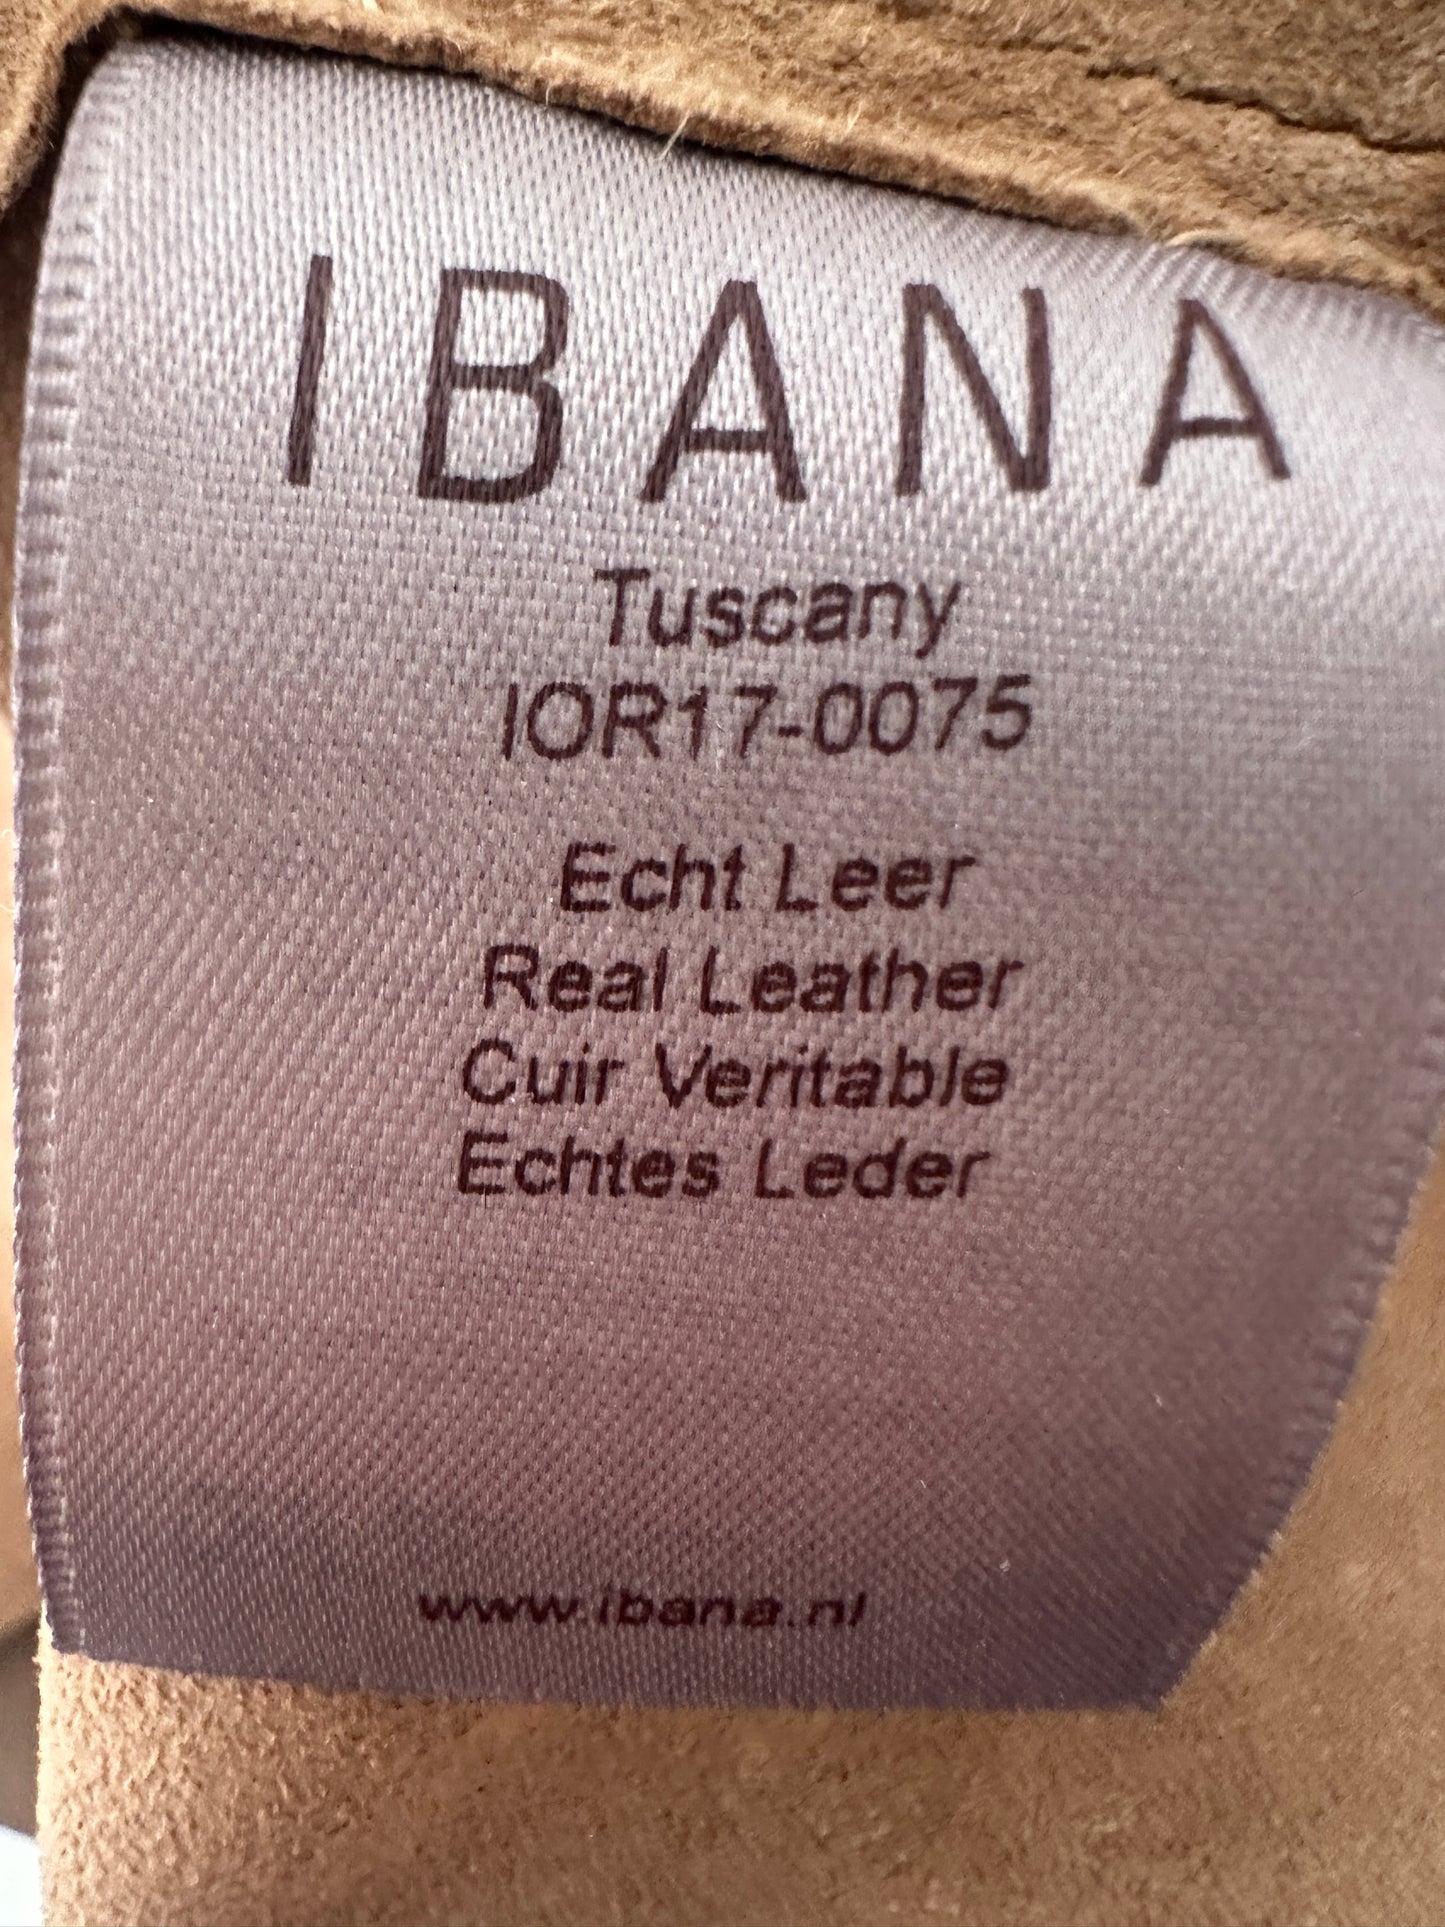 IBANA
Tuscany
IOR17-0075
Echt Leer
Real Leather
Cuir Veritable
Echtes Leder
www.ibana.nl